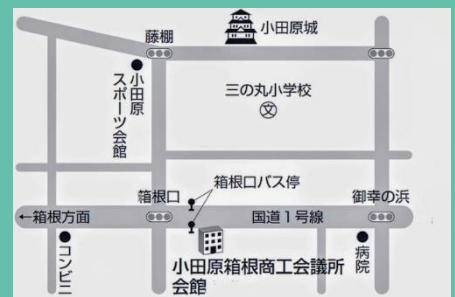 小田原城
藤棚
小田原
スポーツ会館
三の丸小学校
文
箱根口バス停
箱根口
御幸の浜
←箱根方面
国道1号線
コンビニ
小田原箱根商工会議所
会館
病院